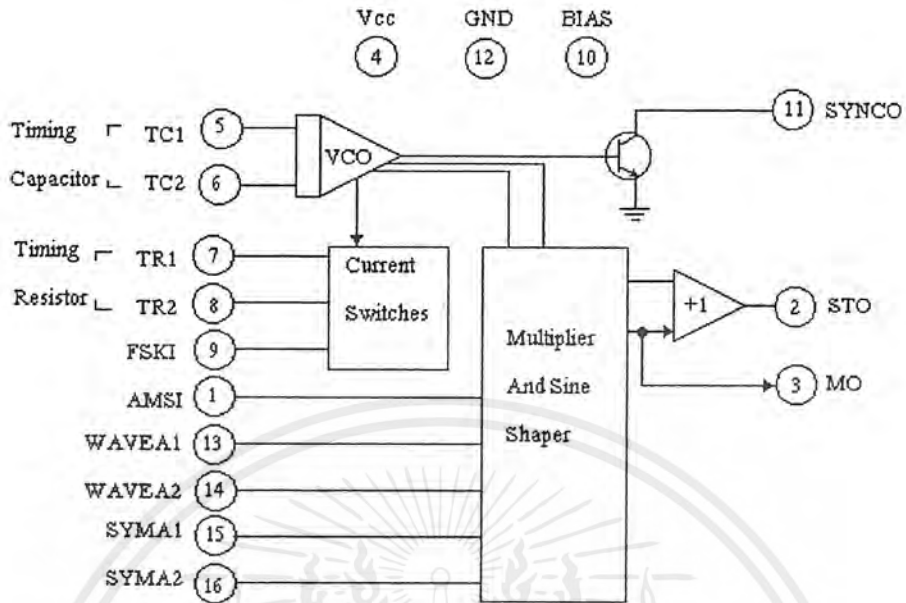 Vcc GND BIAS
4 12 10
Timing TC1 5
VCO
11 SYNCO
Capacitor TC2 6
Timing TR1 7
Current
Resistor TR2 8
Switches
FSKI 9
AMSI 1
WAVEA1 13
WAVEA2 14
SYMA1 15
SYMA2 16
Multiplier
And Sine
Shaper
+1
2 STO
3 MO